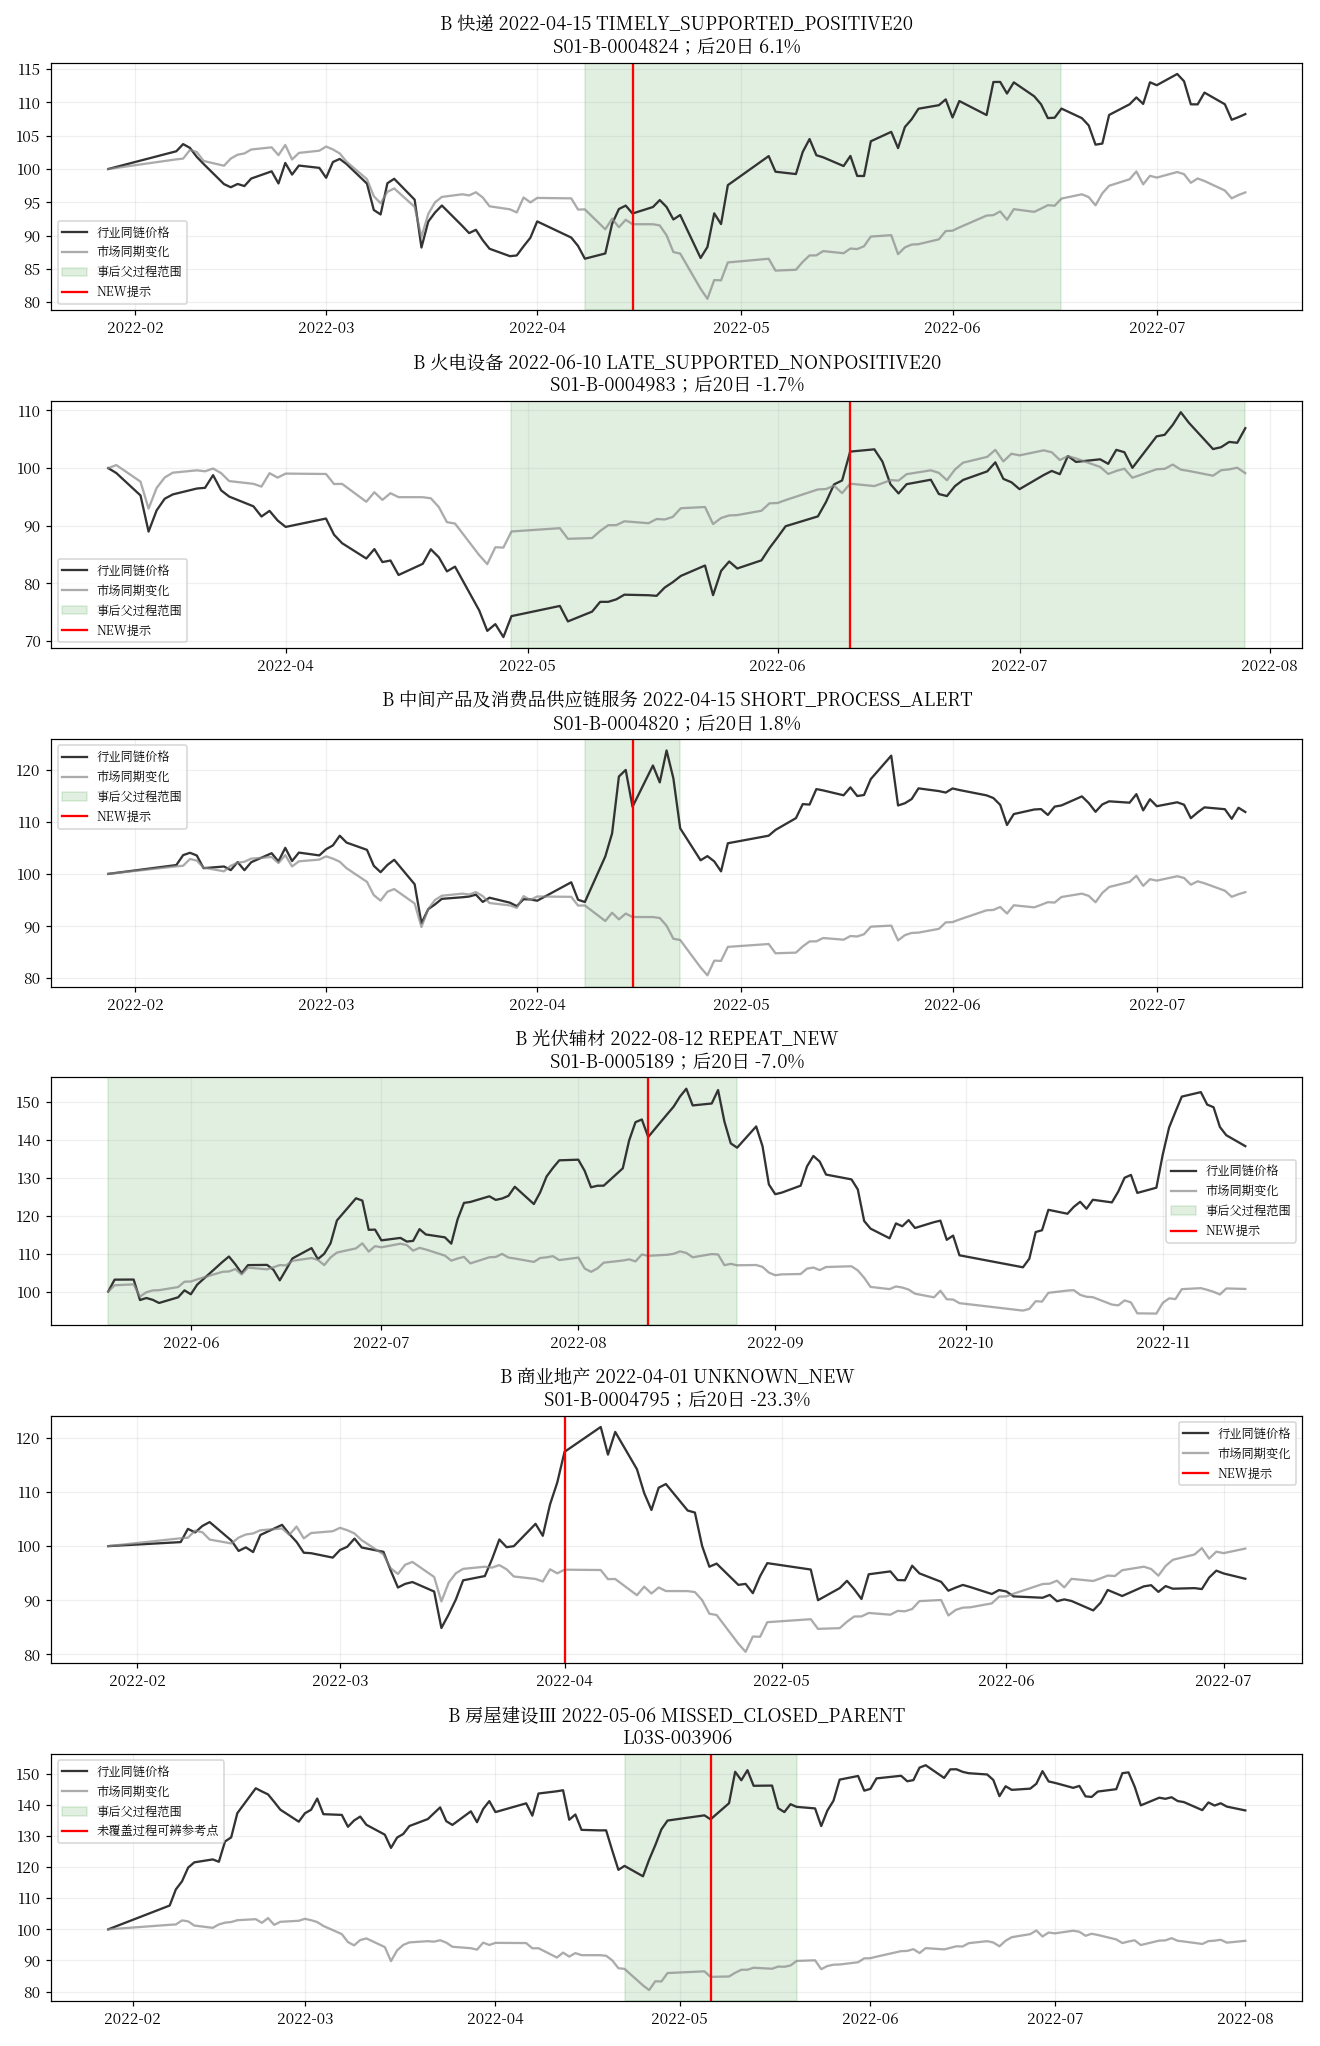 B 快递 2022-04-15 TIMELY_SUPPORTED_POSITIVE20
S01-B-0004824；后20日 6.1%
115
110
105
100
95
90
85
80
行业同链价格
市场同期变化
事后父过程范围
NEW提示
2022-02 2022-03 2022-04 2022-05 2022-06 2022-07
B 火电设备 2022-06-10 LATE_SUPPORTED_NONPOSITIVE20
S01-B-0004983；后20日 -1.7%
110
100
90
80
70
行业同链价格
市场同期变化
事后父过程范围
NEW提示
2022-04 2022-05 2022-06 2022-07 2022-08
B 中间产品及消费品供应链服务 2022-04-15 SHORT_PROCESS_ALERT
S01-B-0004820；后20日 1.8%
120
110
100
90
80
行业同链价格
市场同期变化
事后父过程范围
NEW提示
2022-02 2022-03 2022-04 2022-05 2022-06 2022-07
B 光伏辅材 2022-08-12 REPEAT_NEW
S01-B-0005189；后20日 -7.0%
150
140
130
120
110
100
行业同链价格
市场同期变化
事后父过程范围
NEW提示
2022-06 2022-07 2022-08 2022-09 2022-10 2022-11
B 商业地产 2022-04-01 UNKNOWN_NEW
S01-B-0004795；后20日 -23.3%
120
110
100
90
80
行业同链价格
市场同期变化
NEW提示
2022-02 2022-03 2022-04 2022-05 2022-06 2022-07
B 房屋建设Ⅲ 2022-05-06 MISSED_CLOSED_PARENT
L03S-003906
150
140
130
120
110
100
90
80
行业同链价格
市场同期变化
事后父过程范围
未覆盖过程可辨参考点
2022-02 2022-03 2022-04 2022-05 2022-06 2022-07 2022-08